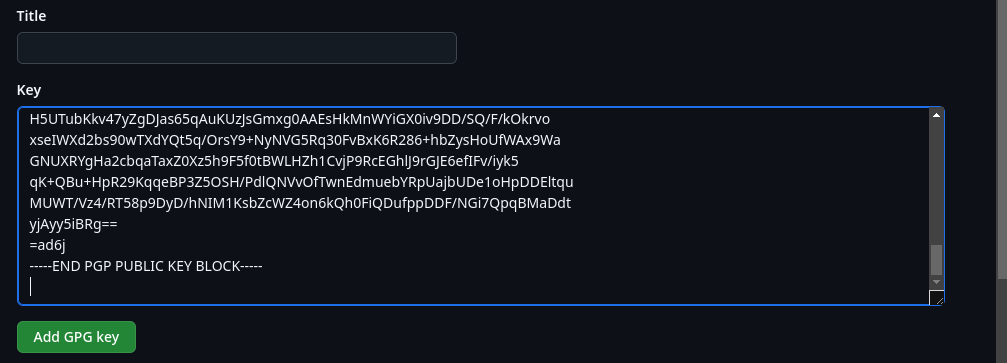 Title
Key
H5UTubKkv47yZgDJas65qAuKUzJsGmxg0AAEsHkMnWYiGX0iv9DD/SQ/F/kOkrvo
xseIWXd2bs90wTXdYQt5q/OrsY9+NyNVG5Rq30FvBxK6R286+hbZysHoUfWAx9Wa
GNUXRYgHa2cbqaTaxZ0Xz5h9F5f0tBWLHZh1CvjP9RcEGhlJ9rGJE6efIFv/iyk5
qK+QBu+HpR29KqqeBP3Z5OSH/PdlQNVvOfTwnEdmuebYRpUajbUDe1oHpDDEltqu
MUWT/Vz4/RT58p9DyD/hNIM1KsbZcWZ4on6kQh0FiQDufppDDF/NGi7QpqBMaDdt
yjAyy5iBRg==
=ad6j
-----END PGP PUBLIC KEY BLOCK-----
Add GPG key